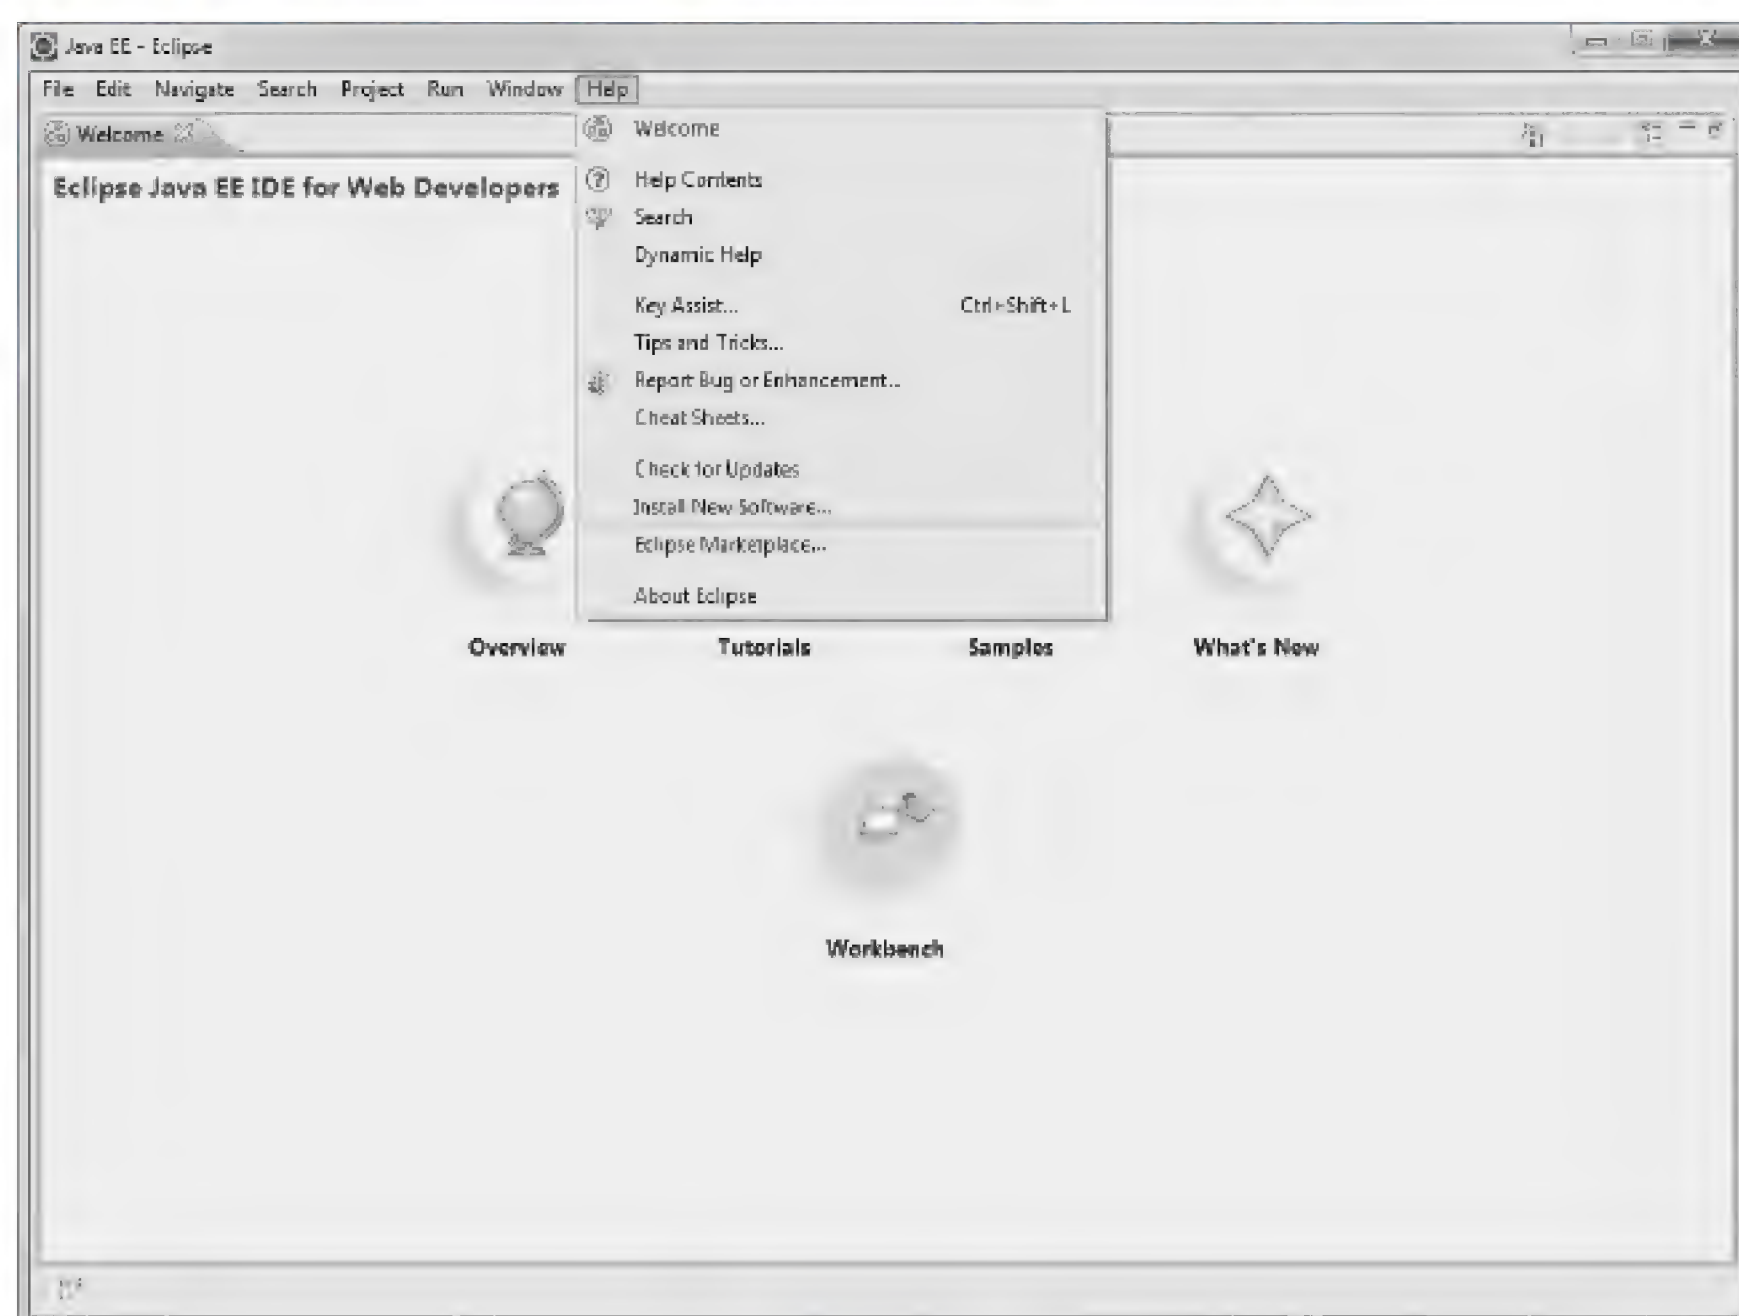 Java EE - Eclipse
File Edit Navigate Search Project Run Window Help
Welcome
Eclipse Java EE IDE for Web Developers
Welcome
Help Contents
Search
Dynamic Help
Key Assist... Ctrl+Shift+L
Tips and Tricks...
Report Bug or Enhancement...
Cheat Sheets...
Check for Updates
Install New Software...
Eclipse Marketplace...
About Eclipse
Overview Tutorials Samples What's New
Workbench